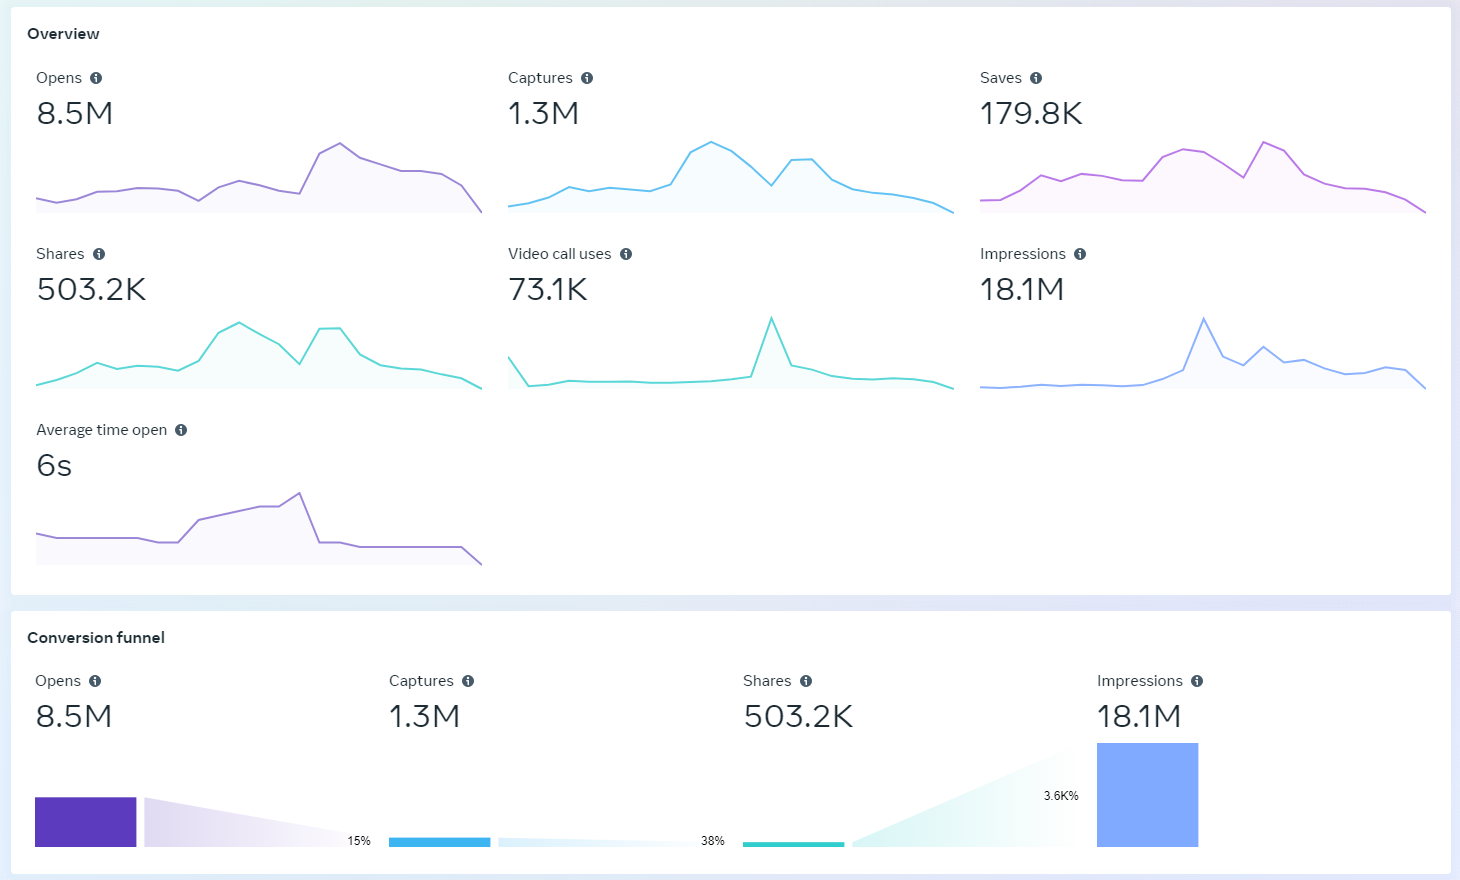 Overview
Opens
Captures
Saves
8.5M
1.3M
179.8K
Shares
Video call uses
Impressions
503.2K
73.1K
18.1M
Average time open
6s
Conversion funnel
Opens
Captures
Shares
Impressions
8.5M
1.3M
503.2K
18.1M
3.6K%
15%
38%